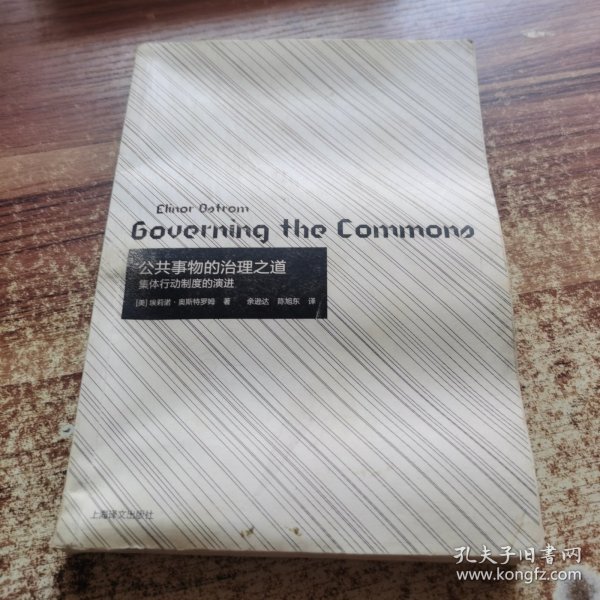 Elinor Ostrom
Governing the Commons
公共事物的治理之道
集体行动制度的演进
[美] 埃莉诺·奥斯特罗姆 著 余逊达 陈旭东 译
上海译文出版社
孔夫子旧书网
www.kongfz.com